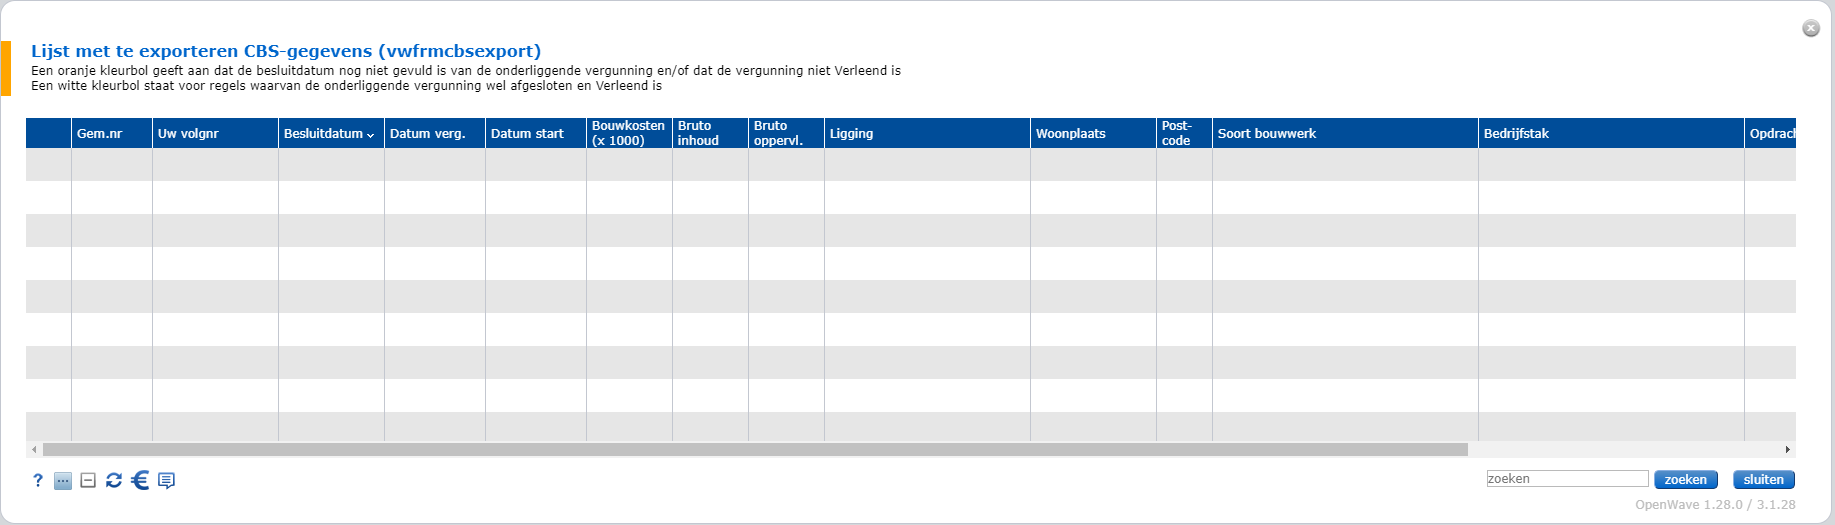 Lijst met te exporteren CBS-gegevens (vwfrmcbsexport)
Een oranje kleurbol geeft aan dat de besluitdatum nog niet gevuld is van de onderliggende vergunning en/of dat de vergunning niet Verleend is
Een witte kleurbol staat voor regels waarvan de onderliggende vergunning wel afgesloten en Verleend is
Gem.nr Uw volgnr Besluitdatum Datum verg. Datum start Bouwkosten (x 1000) Bruto inhoud Bruto oppervl. Ligging Woonplaats Post-code Soort bouwwerk Bedrijfstak Opdrach
? ... € zoeken zoeken sluiten
OpenWave 1.28.0 / 3.1.28